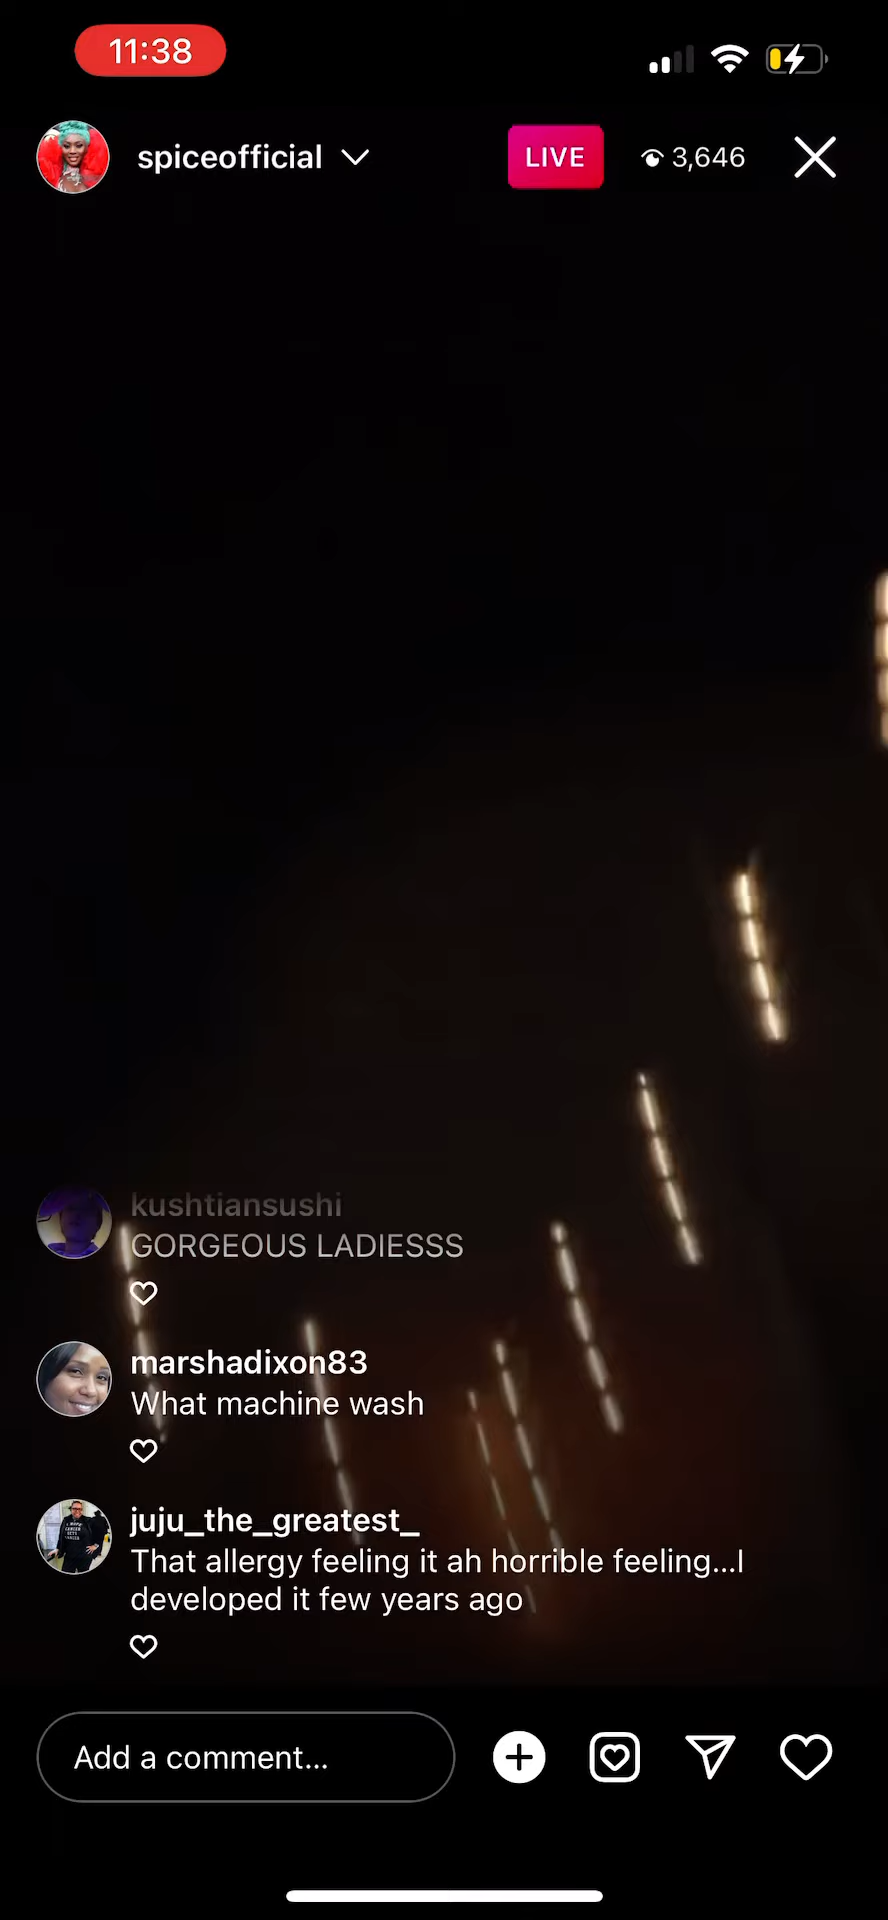 11:38
spiceofficial
LIVE
3,646
kushtiansushi
GORGEOUS LADIESSS
marshadixon83
What machine wash
juju_the_greatest_
That allergy feeling it ah horrible feeling...I
developed it few years ago
Add a comment...